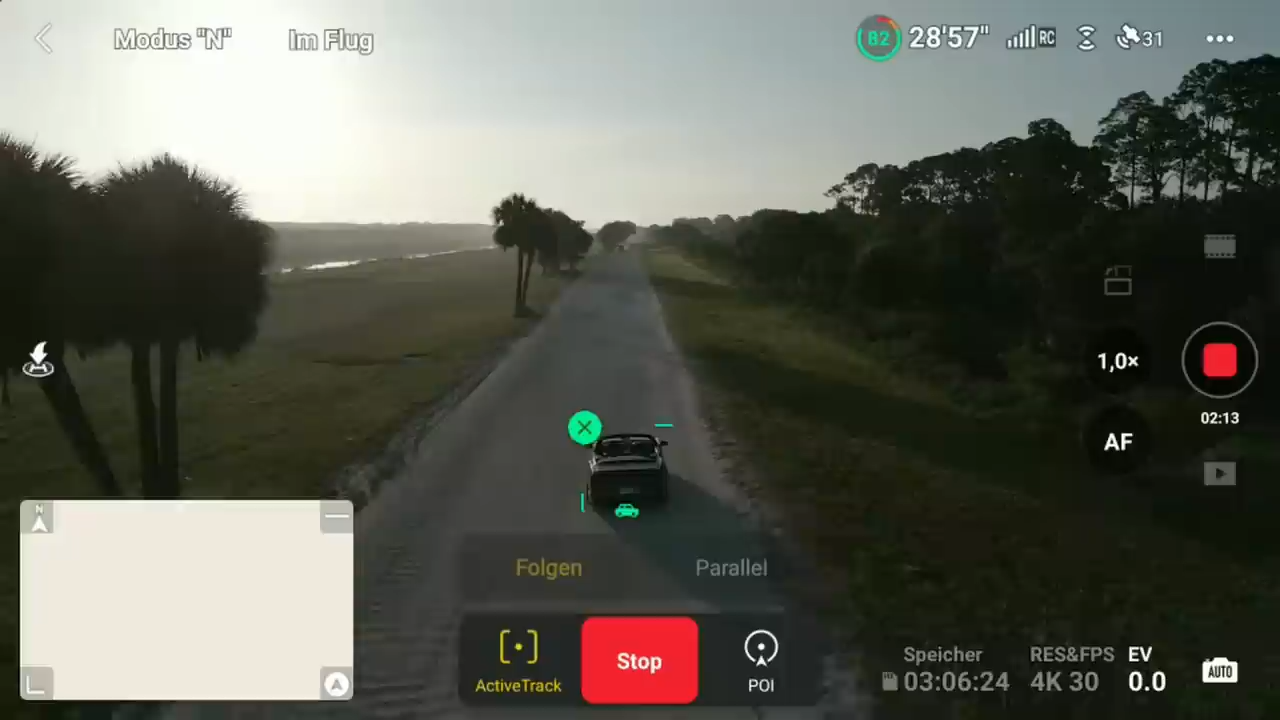 Modus "N"
Im Flug
82
28'57"
RC
31
1,0×
02:13
AF
N
Folgen
Parallel
ActiveTrack
Stop
POI
Speicher
03:06:24
RES&FPS
4K 30
EV
0.0
AUTO